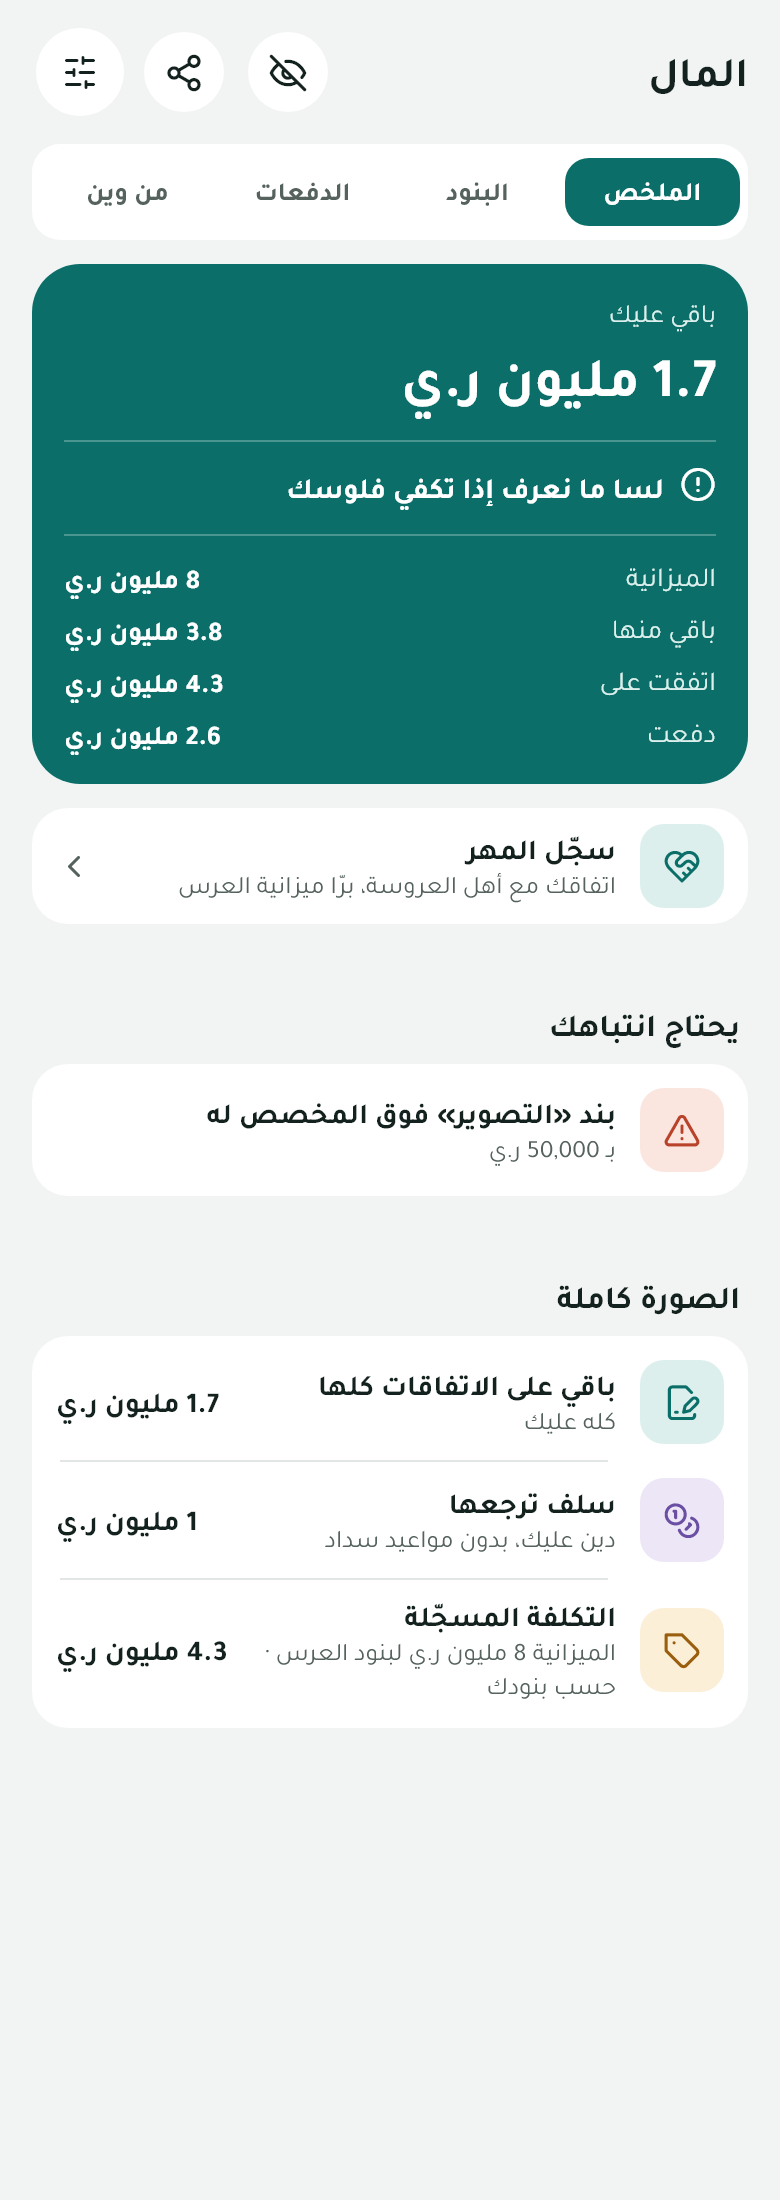 المال
الملخص
البنود
الدفعات
من وين
باقي عليك
1.7 مليون ر.ي
لسا ما نعرف إذا تكفي فلوسك
الميزانية
8 مليون ر.ي
باقي منها
3.8 مليون ر.ي
اتفقت على
4.3 مليون ر.ي
دفعت
2.6 مليون ر.ي
سجّل المهر
اتفاقك مع أهل العروسة، برّا ميزانية العرس
يحتاج انتباهك
بند «التصوير» فوق المخصص له
بـ 50,000 ر.ي
الصورة كاملة
باقي على الاتفاقات كلها
كله عليك
1.7 مليون ر.ي
سلف ترجعها
دين عليك، بدون مواعيد سداد
1 مليون ر.ي
التكلفة المسجّلة
الميزانية 8 مليون ر.ي لبنود العرس ·
حسب بنودك
4.3 مليون ر.ي